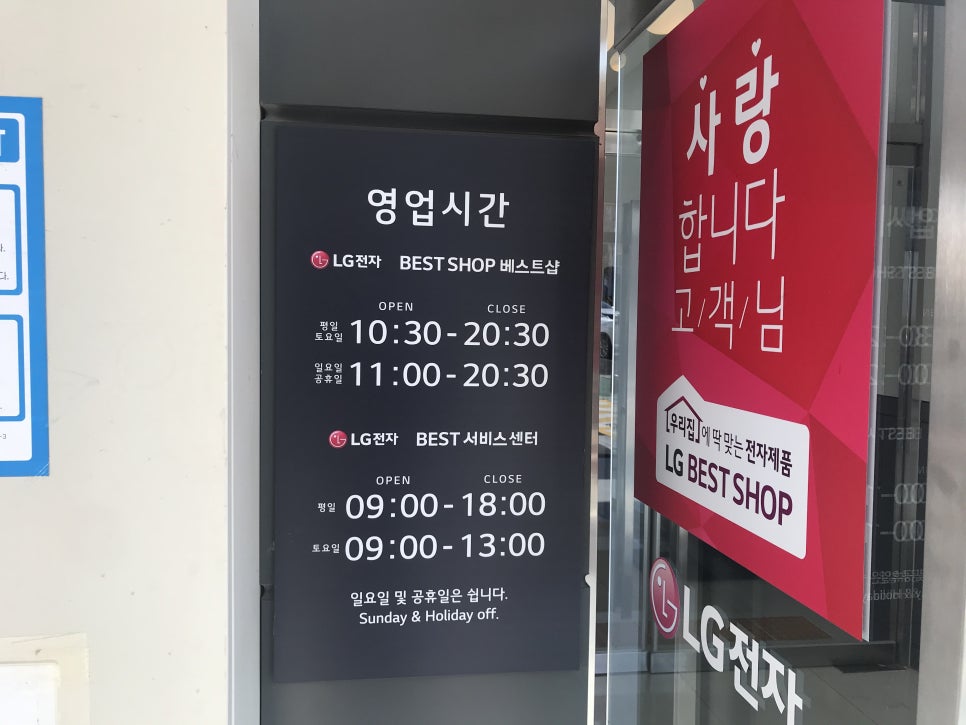 영업시간
LG전자 BEST SHOP 베스트샵
OPEN CLOSE
평일
토요일
10:30-20:30
일요일
공휴일
11:00-20:30
LG전자 BEST 서비스센터
OPEN CLOSE
평일 09:00-18:00
토요일 09:00-13:00
일요일 및 공휴일은 쉽니다.
Sunday & Holiday off.
사랑
합니다
고/객/님
[우리집]에 딱 맞는 전자제품
LG BEST SHOP
LG전자